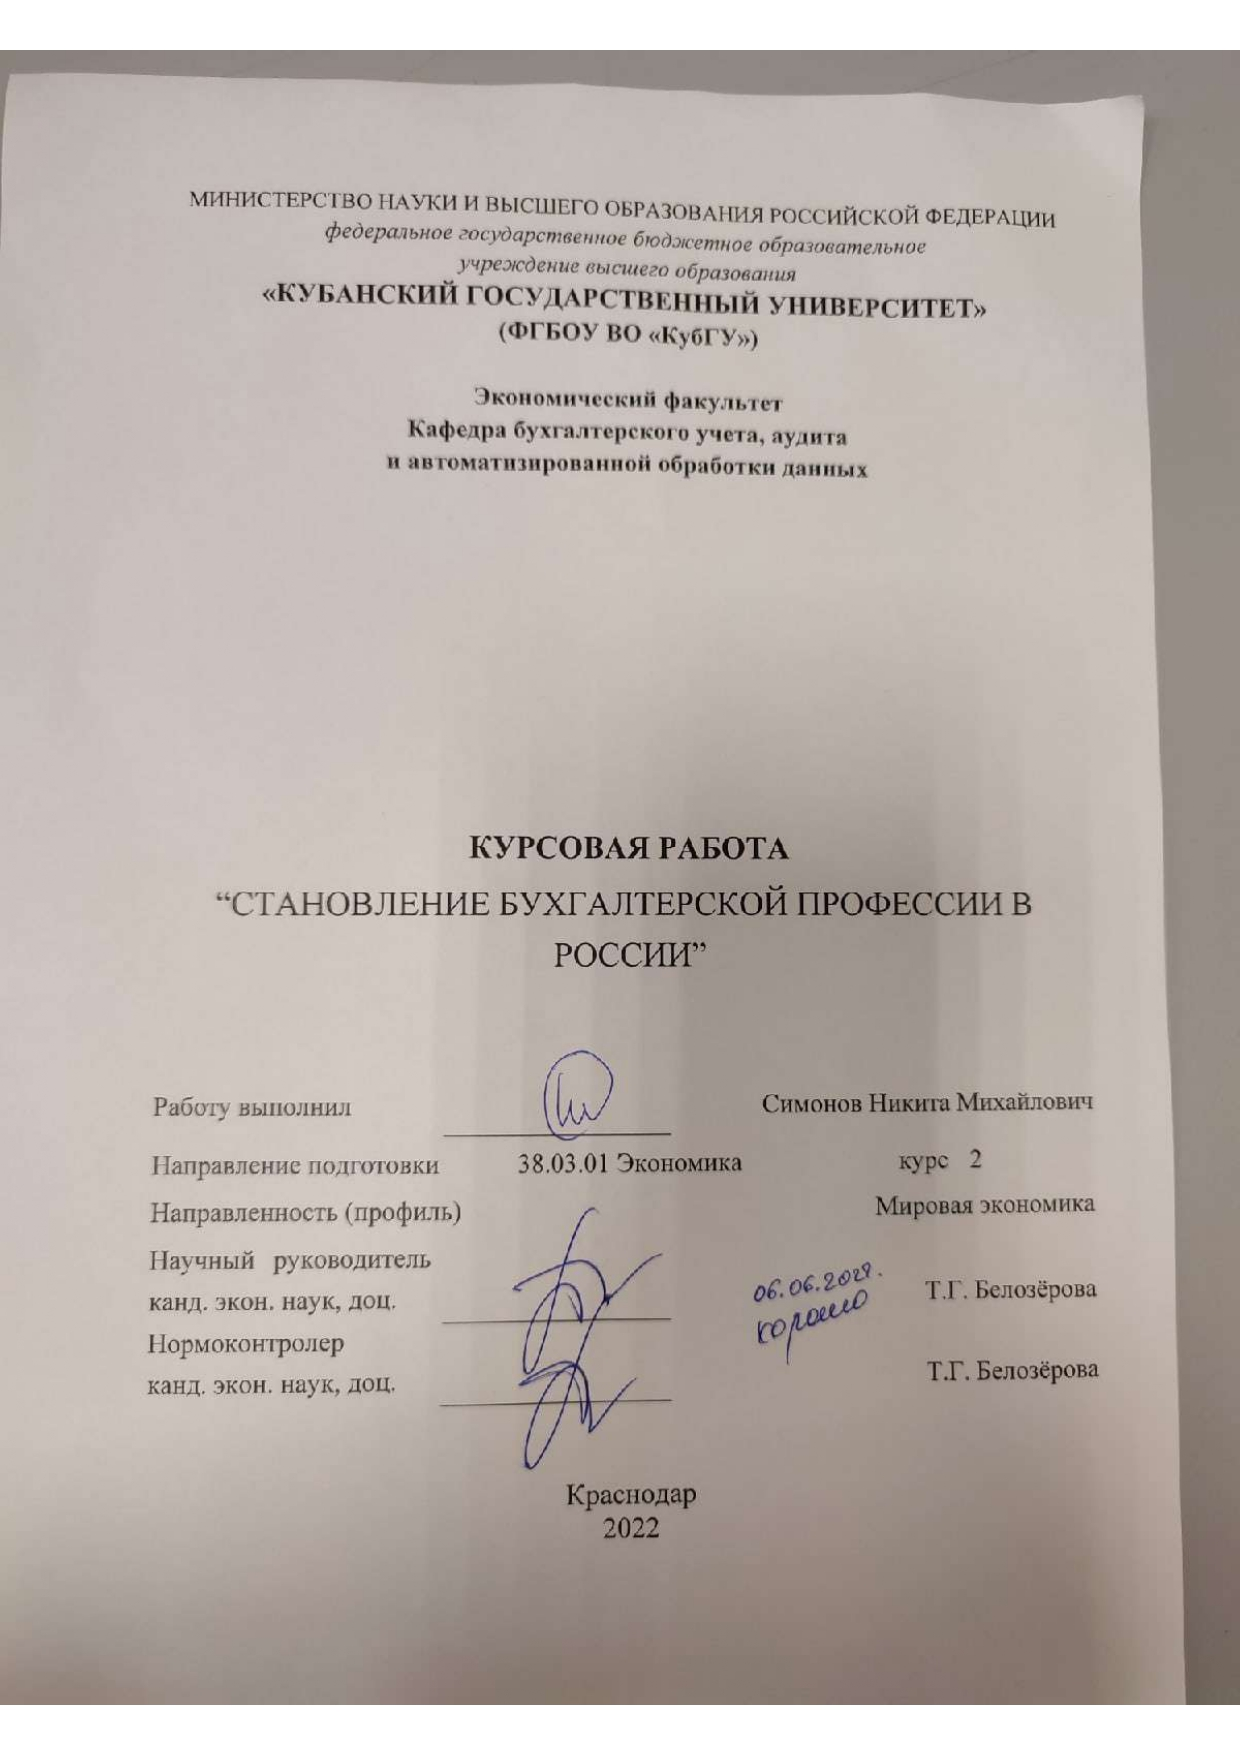 МИНИСТЕРСТВО НАУКИ И ВЫСШЕГО ОБРАЗОВАНИЯ РОССИЙСКОЙ ФЕДЕРАЦИИ
федеральное государственное бюджетное образовательное
учреждение высшего образования
«КУБАНСКИЙ ГОСУДАРСТВЕННЫЙ УНИВЕРСИТЕТ»
(ФГБОУ ВО «КубГУ»)
Экономический факультет
Кафедра бухгалтерского учета, аудита
и автоматизированной обработки данных
КУРСОВАЯ РАБОТА
“СТАНОВЛЕНИЕ БУХГАЛТЕРСКОЙ ПРОФЕССИИ В
РОССИИ”
Работу выполнил Симонов Никита Михайлович
Направление подготовки 38.03.01 Экономика курс 2
Направленность (профиль) Мировая экономика
Научный руководитель
канд. экон. наук, доц. Т.Г. Белозёрова
хорошо
Нормоконтролер
канд. экон. наук, доц. Т.Г. Белозёрова
Краснодар
2022